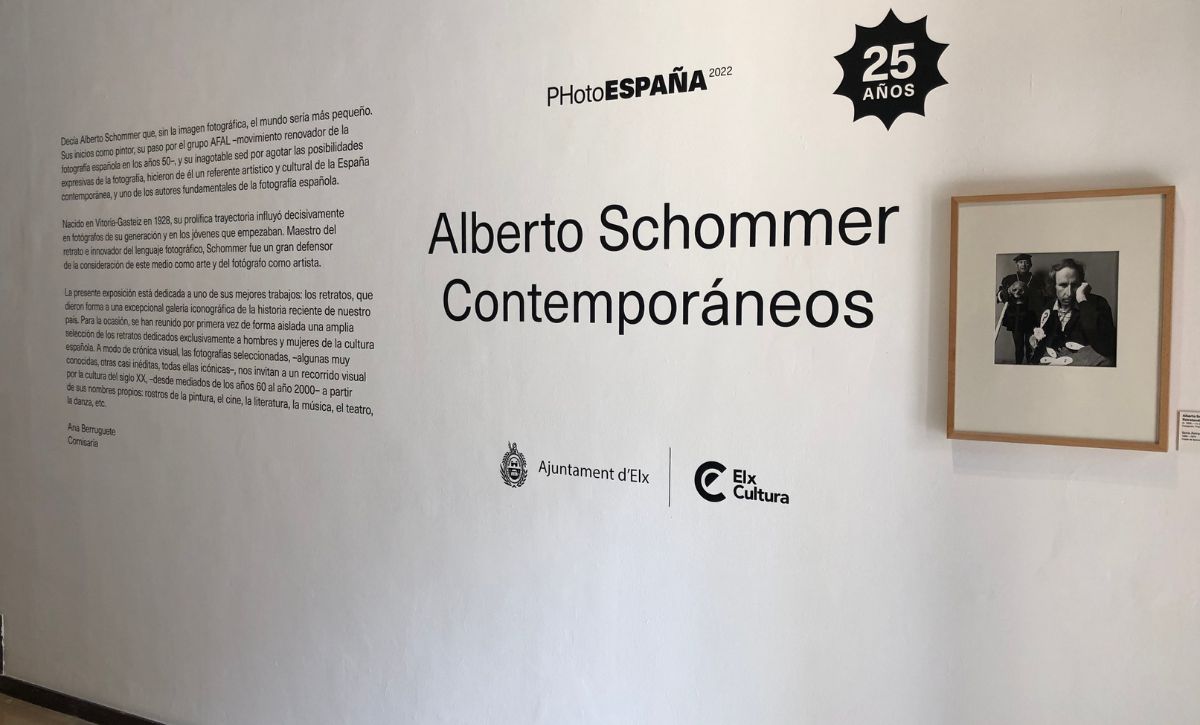 Decía Alberto Schommer que, sin la imagen fotográfica, el mundo sería más pequeño.
Sus inicios como pintor, su paso por el grupo AFAL –movimiento renovador de la
fotografía española en los años 50–, y su inagotable sed por agotar las posibilidades
expresivas de la fotografía, hicieron de él un referente artístico y cultural de la España
contemporánea, y uno de los autores fundamentales de la fotografía española.
Nacido en Vitoria-Gasteiz en 1928, su prolífica trayectoria influyó decisivamente
en fotógrafos de su generación y en los jóvenes que empezaban. Maestro del
retrato e innovador del lenguaje fotográfico, Schommer fue un gran defensor
de la consideración de este medio como arte y del fotógrafo como artista.
La presente exposición está dedicada a uno de sus mejores trabajos: los retratos, que
dieron forma a una excepcional galería iconográfica de la historia reciente de nuestro
país. Para la ocasión, se han reunido por primera vez de forma aislada una amplia
selección de los retratos dedicados exclusivamente a hombres y mujeres de la cultura
española. A modo de crónica visual, las fotografías seleccionadas, –algunas muy
conocidas, otras casi inéditas, todas ellas icónicas–, nos invitan a un recorrido visual
por la cultura del siglo XX, –desde mediados de los años 60 al año 2000– a partir
de sus nombres propios: rostros de la pintura, el cine, la literatura, la música, el teatro,
la danza, etc.
Ana Berruguete
Comisaria
PHotoESPAÑA 2022
25
AÑOS
Alberto Schommer
Contemporáneos
Ajuntament d'Elx
Elx
Cultura
Alberto